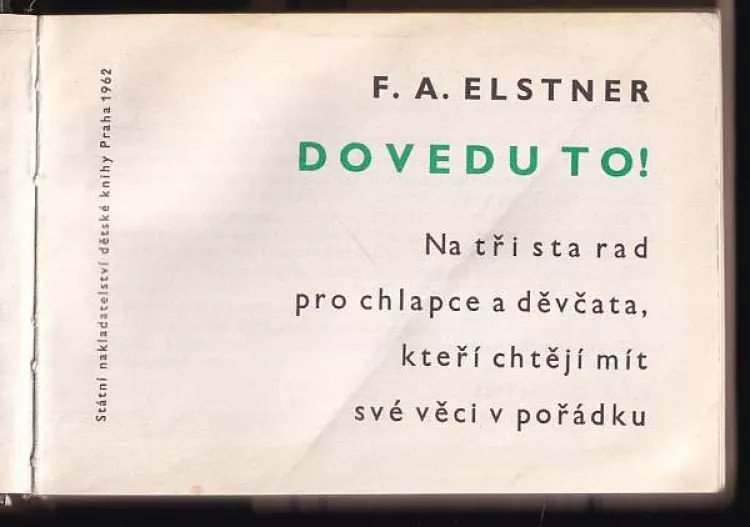 F. A. ELSTNER
DOVEDU TO!
Na tři sta rad
pro chlapce a děvčata,
kteří chtějí mít
své věci v pořádku
Státní nakladatelství dětské knihy Praha 1962